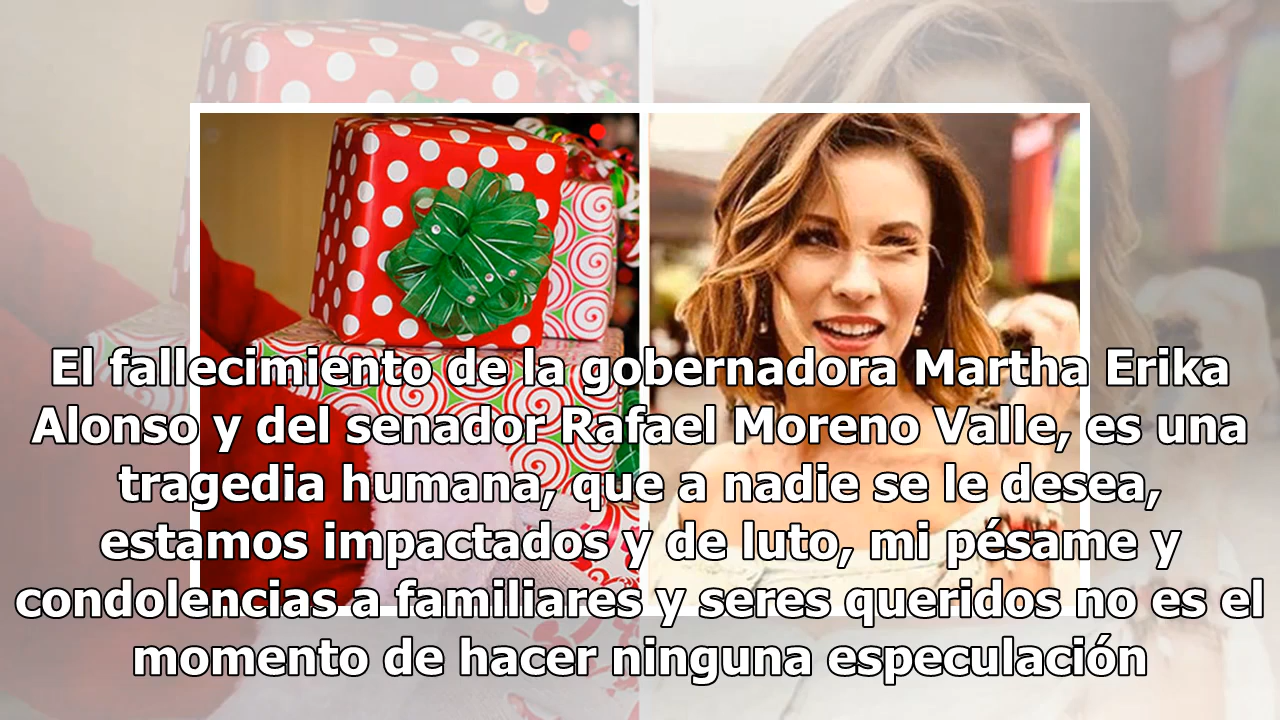 El fallecimiento de la gobernadora Martha Erika
Alonso y del senador Rafael Moreno Valle, es una
tragedia humana, que a nadie se le desea,
estamos impactados y de luto, mi pésame y
condolencias a familiares y seres queridos no es el
momento de hacer ninguna especulación